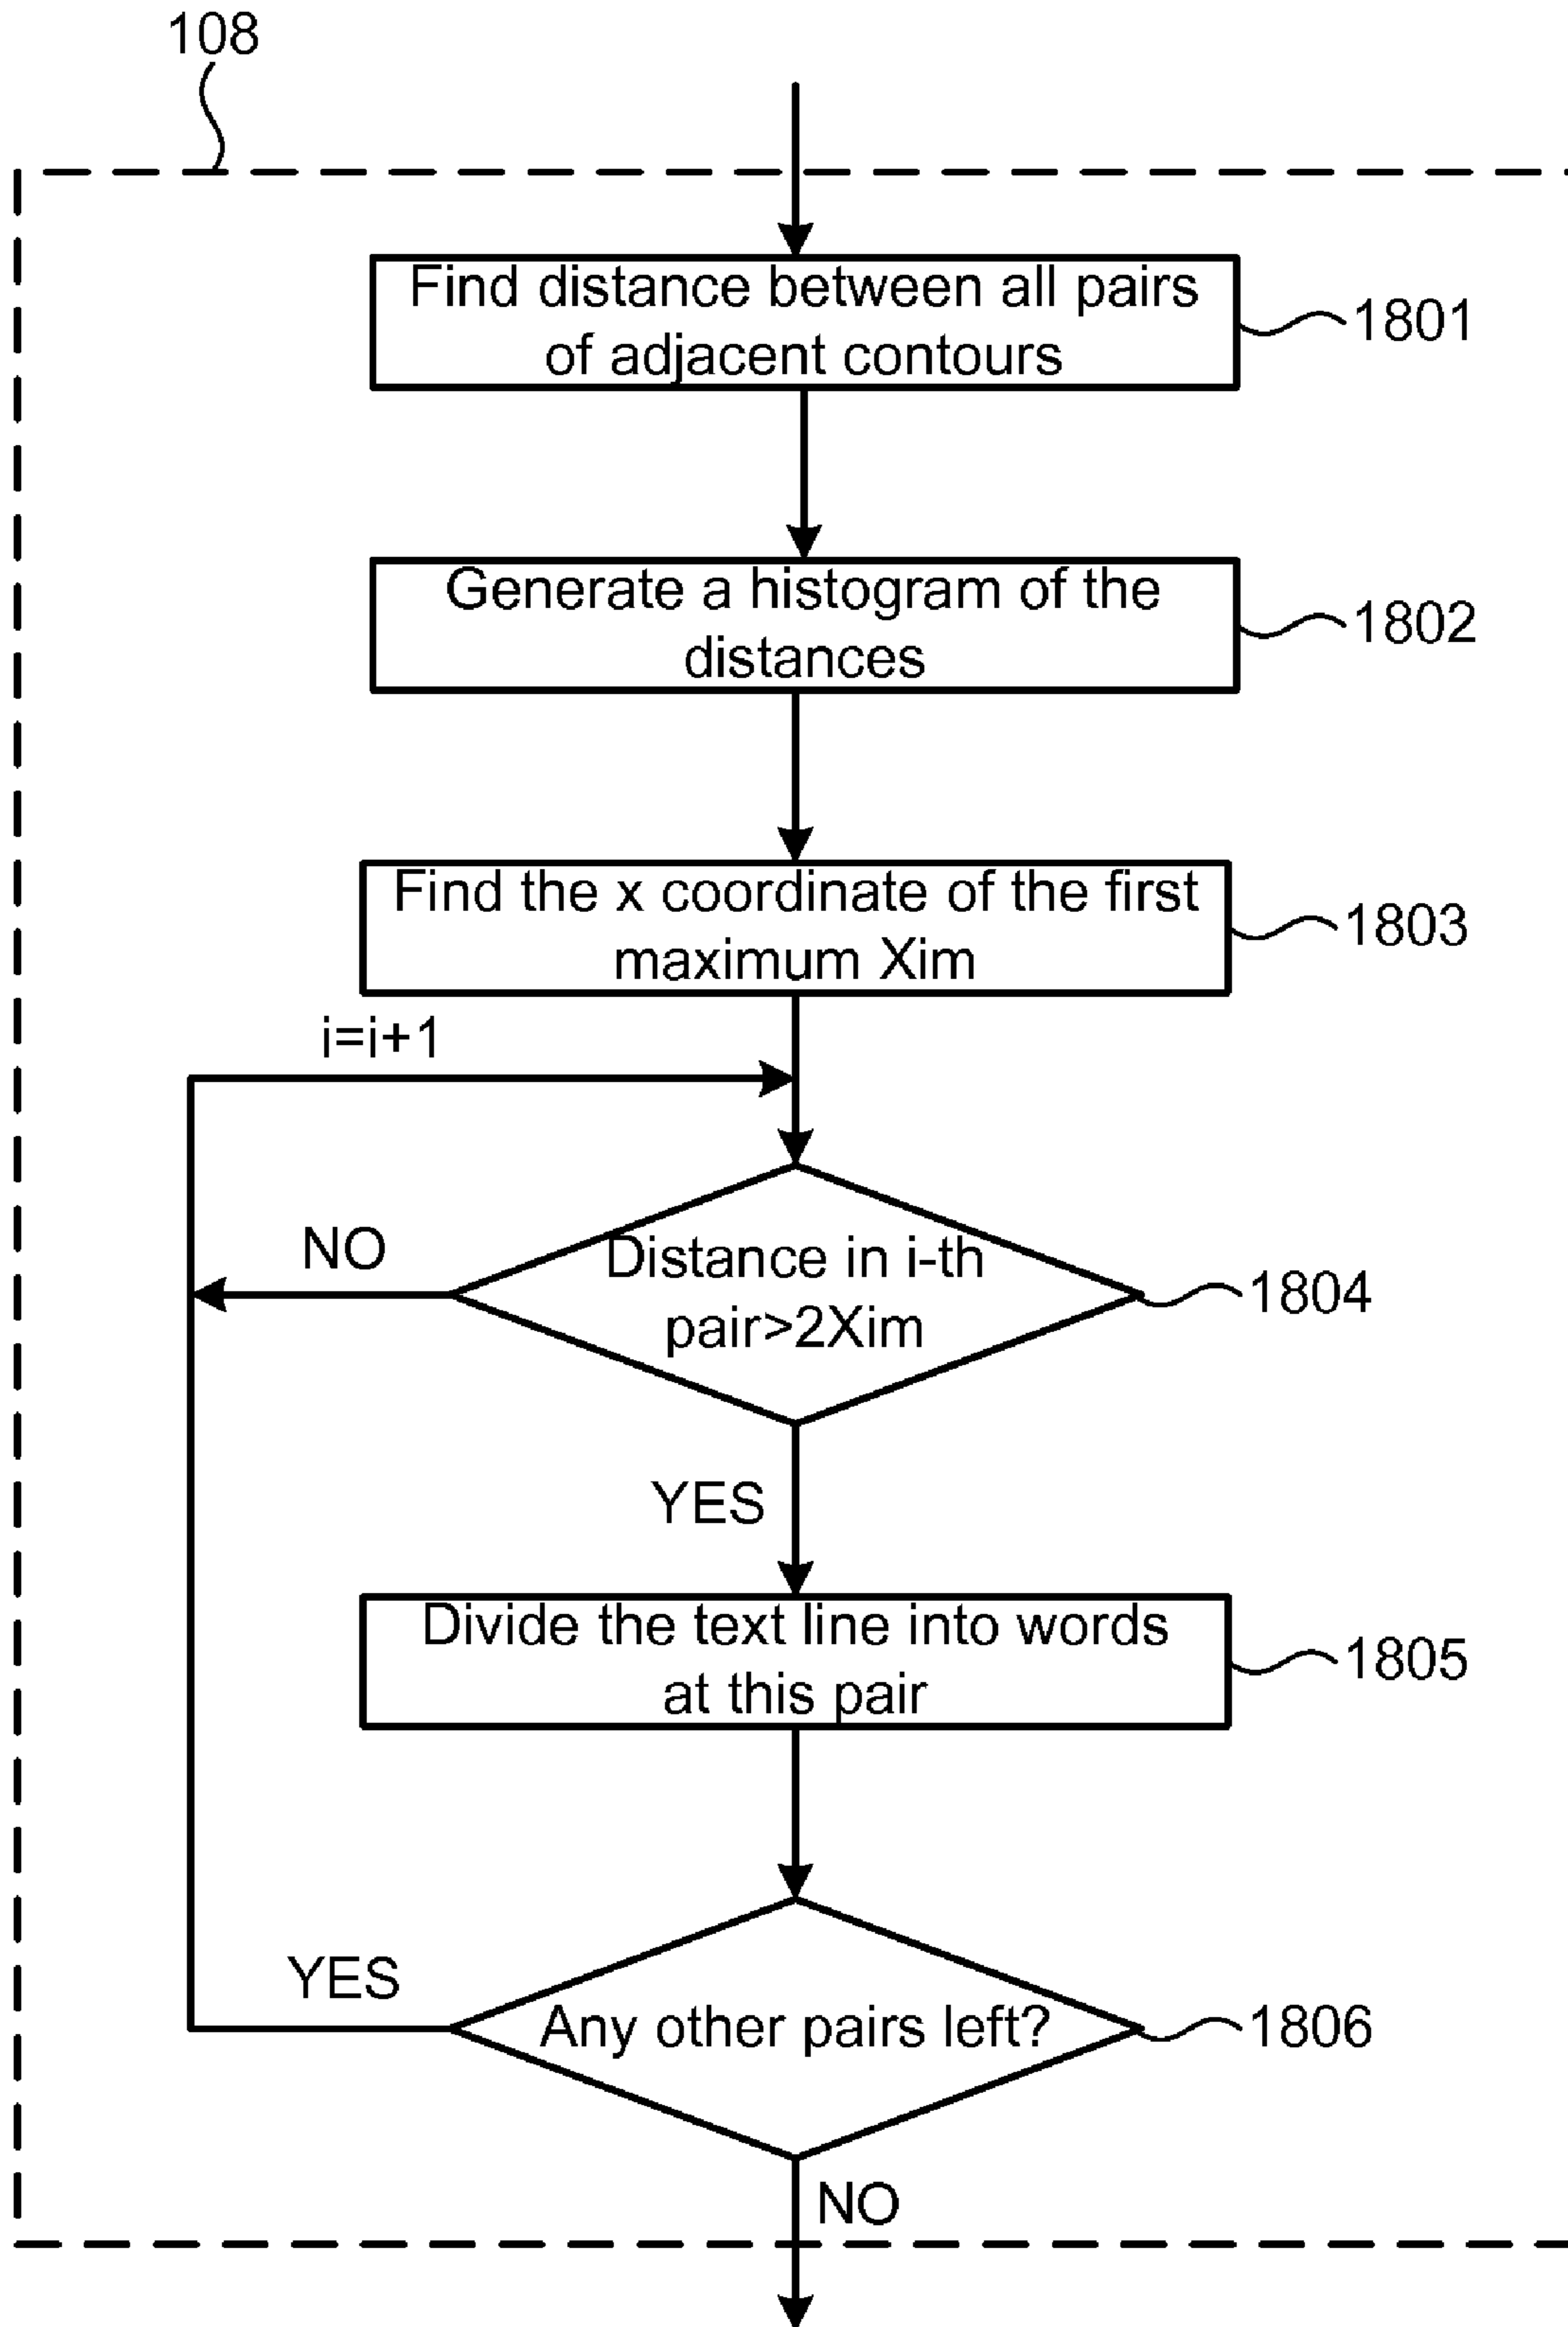 108
Find distance between all pairs
of adjacent contours
1801
Generate a histogram of the
distances
1802
Find the x coordinate of the first
maximum Xim
1803
i=i+1
NO
Distance in i-th
pair>2Xim
1804
YES
Divide the text line into words
at this pair
1805
YES
Any other pairs left?
1806
NO